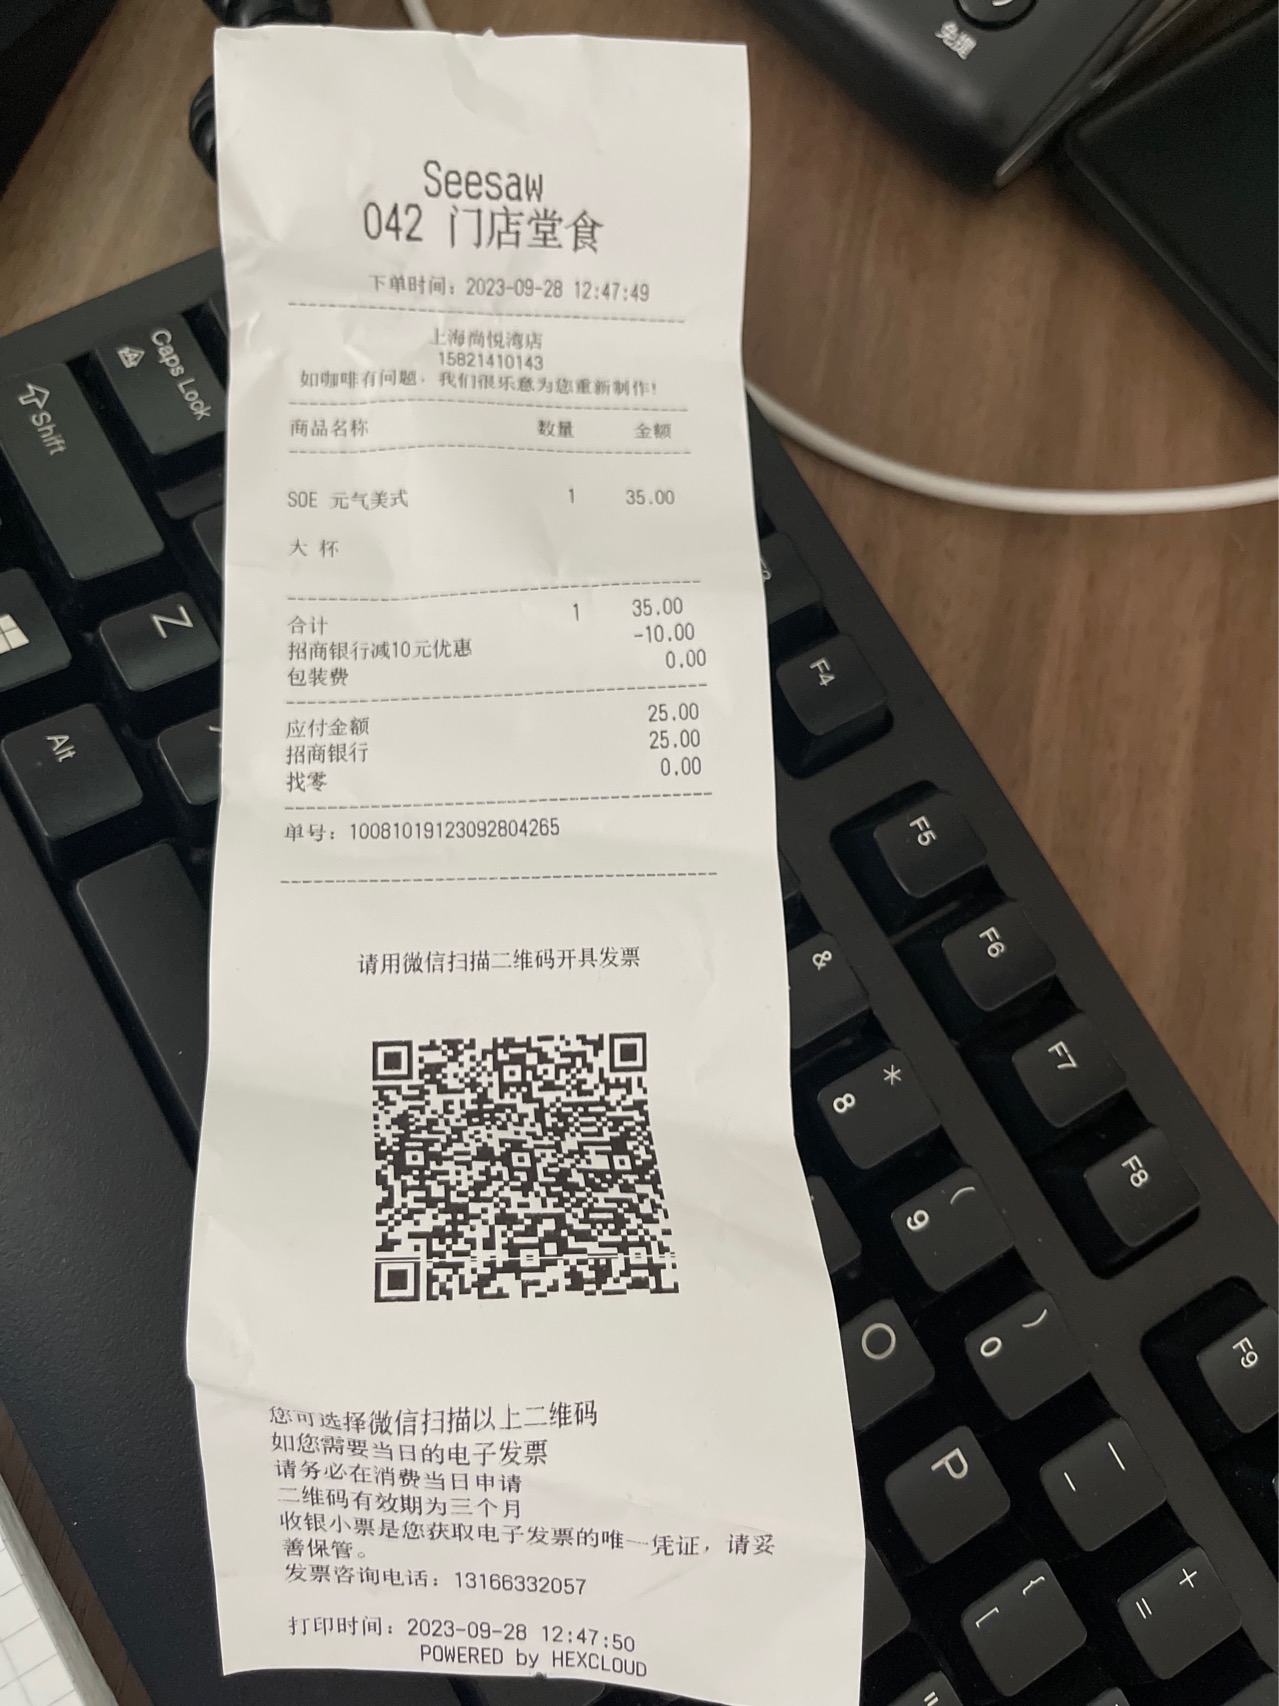 Seesaw
042 门店堂食
下单时间：2023-09-28 12:47:49
上海尚悦湾店
15821410143
如咖啡有问题，我们很乐意为您重新制作！
商品名称 数量 金额
SOE 元气美式 1 35.00
大 杯
合计 1 35.00
招商银行减10元优惠 -10.00
包装费 0.00
应付金额 25.00
招商银行 25.00
找零 0.00
单号：10081019123092804265
请用微信扫描二维码开具发票
您可选择微信扫描以上二维码
如您需要当日的电子发票
请务必在消费当日申请
二维码有效期为三个月
收银小票是您获取电子发票的唯一凭证，请妥
善保管。
发票咨询电话：13166332057
打印时间：2023-09-28 12:47:50
POWERED by HEXCLOUD
免提
Caps Lock
Shift
Z
Alt
F4
F5
F6
F7
F8
F9
&
* 8
( 9
) 0
O
P
_ -
{ [
+ =